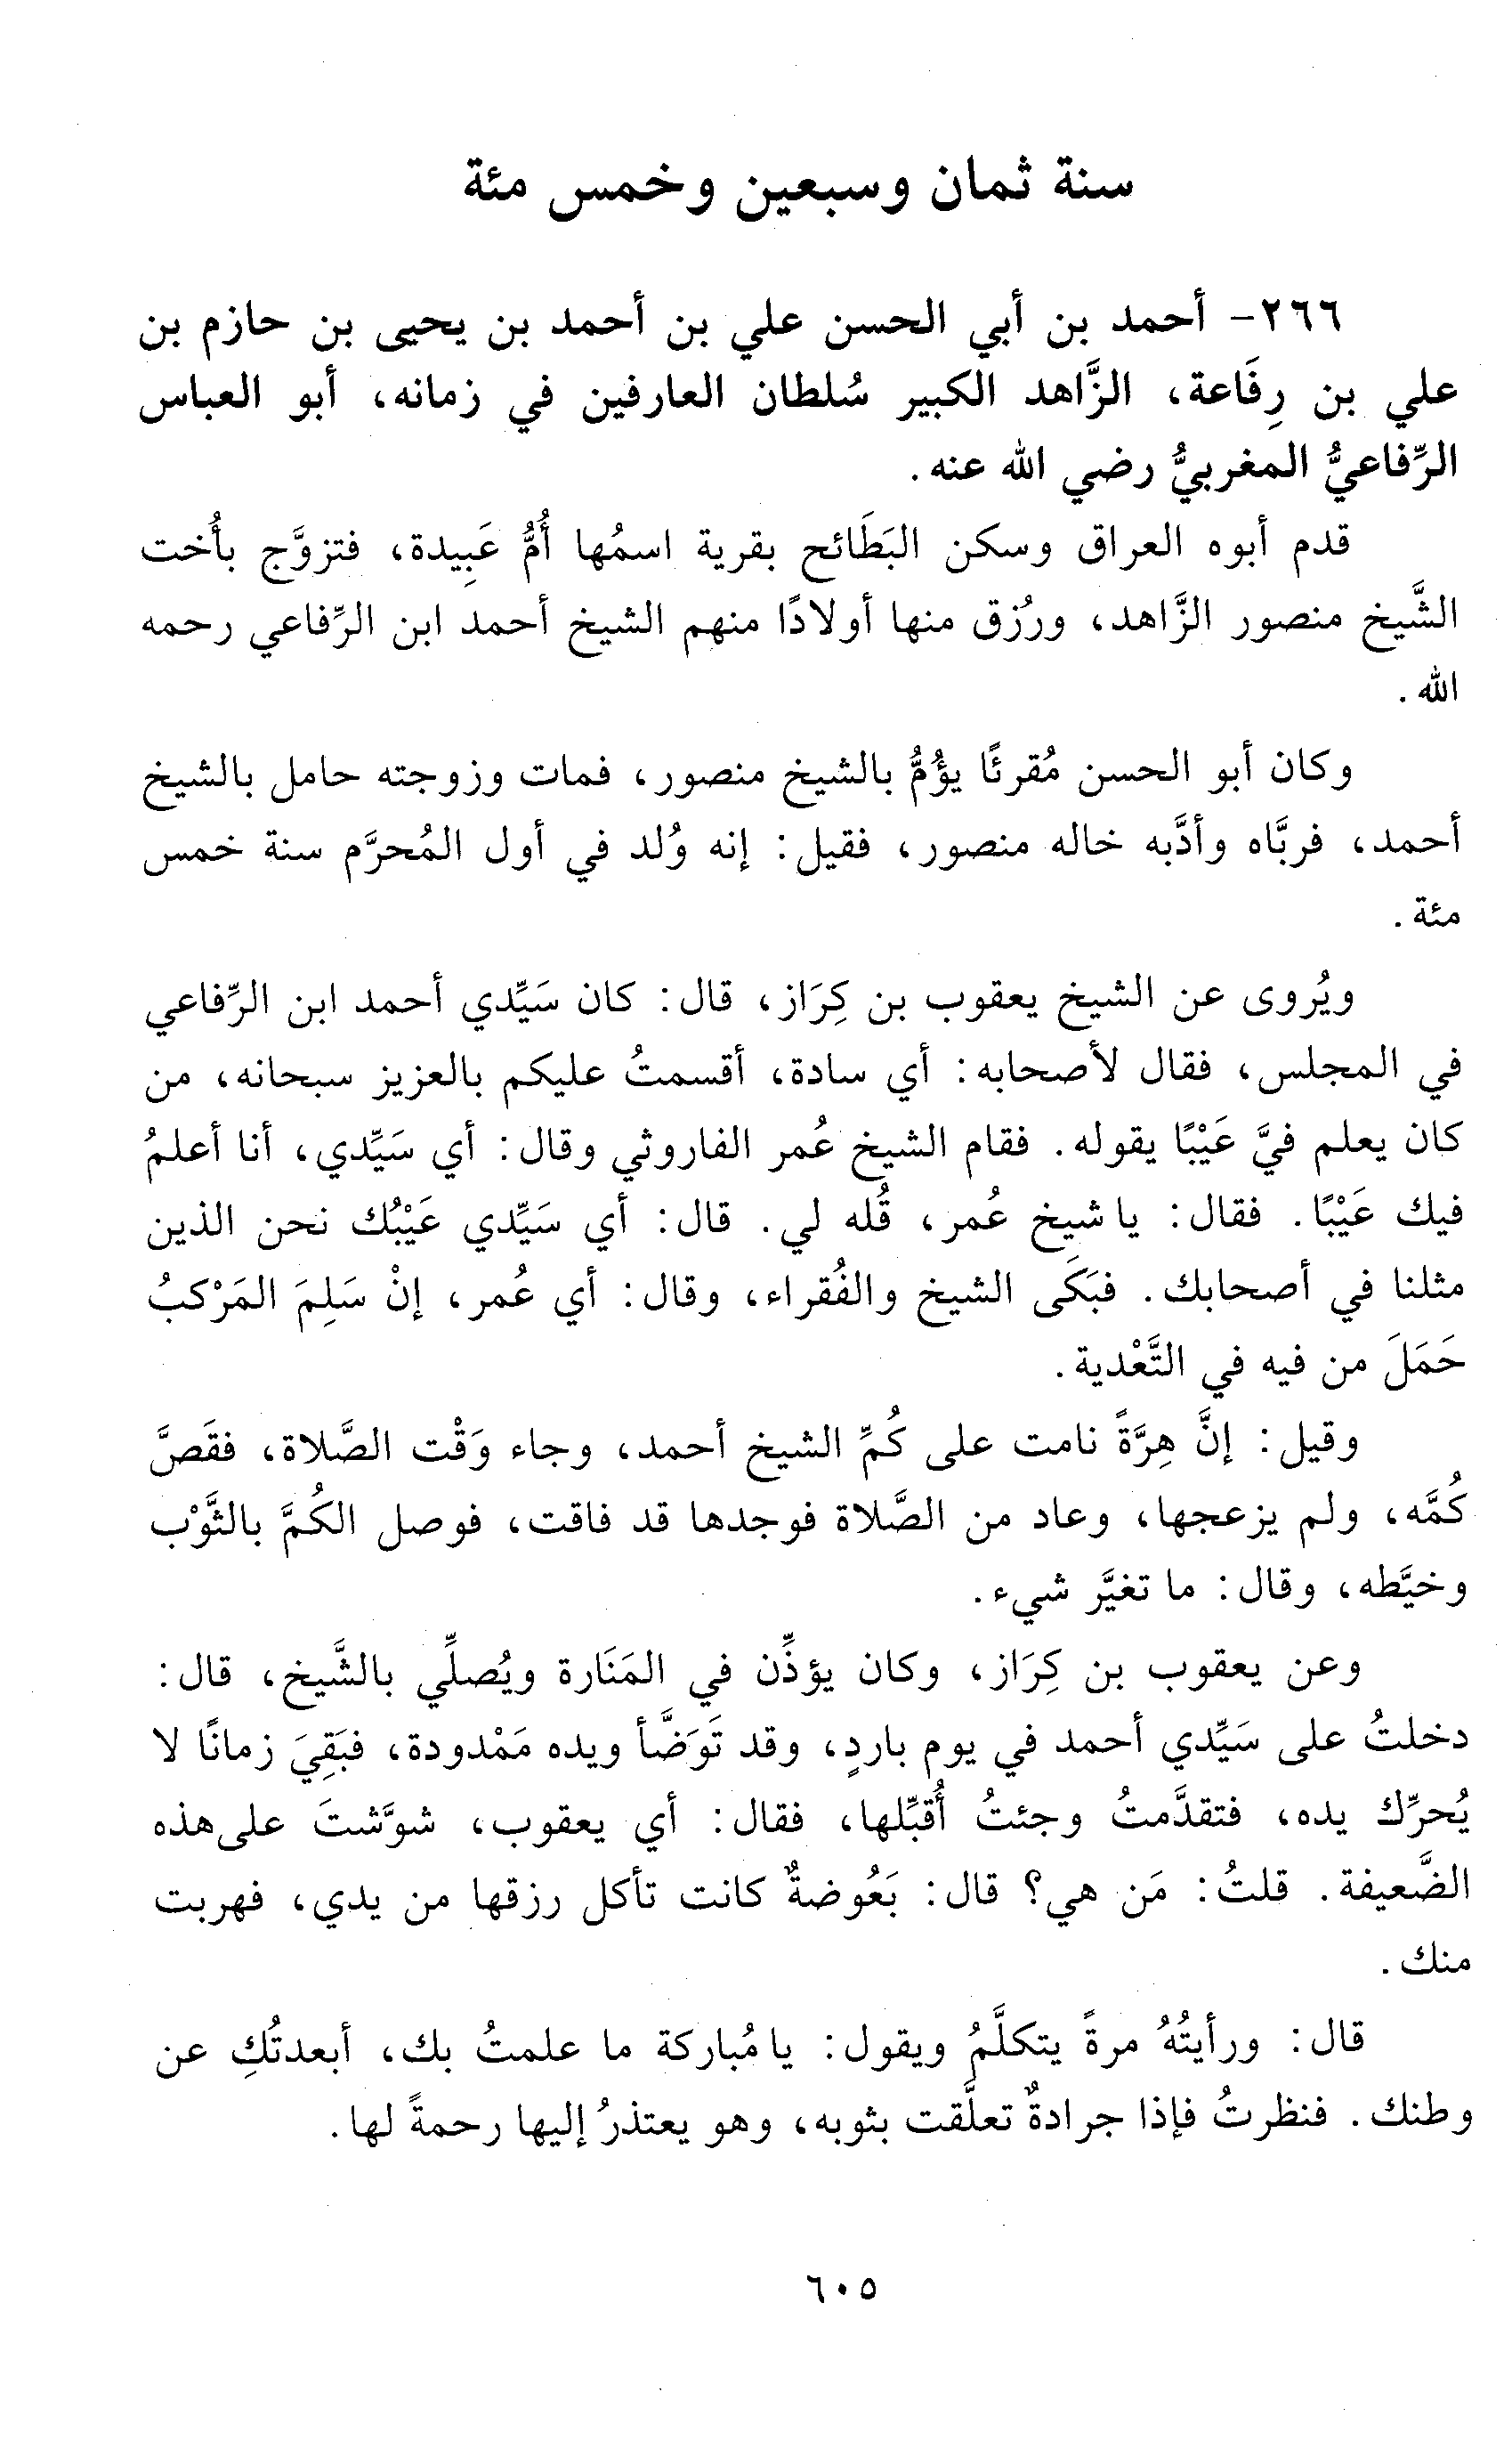 سنة ثمان وسبعين وخمس مئة
٢٦٦- أحمد بن أبي الحسن علي بن أحمد بن يحيى بن حازم بن
علي بن رِفَاعة، الزَّاهد الكبير سُلطان العارفين في زمانه، أبو العباس
الرِّفاعيُّ المغربيُّ رضي الله عنه.
قدم أبوه العراق وسكن البَطَائح بقرية اسمُها أُمُّ عَبِيدة، فتزوَّج بأُخت
الشَّيخ منصور الزَّاهد، ورُزق منها أولادًا منهم الشيخ أحمد ابن الرِّفاعي رحمه
الله.
وكان أبو الحسن مُقرئًا يؤُمُّ بالشيخ منصور، فمات وزوجته حامل بالشيخ
أحمد، فربَّاه وأدَّبه خاله منصور، فقيل: إنه وُلد في أول المُحرَّم سنة خمس
مئة.
ويُروى عن الشيخ يعقوب بن كِرَاز، قال: كان سَيِّدي أحمد ابن الرِّفاعي
في المجلس، فقال لأصحابه: أي سادة، أقسمتُ عليكم بالعزيز سبحانه، من
كان يعلم فيَّ عَيْبًا يقوله. فقام الشيخ عُمر الفاروثي وقال: أي سَيِّدي، أنا أعلمُ
فيك عَيْبًا. فقال: يا شيخ عُمر، قُله لي. قال: أي سَيِّدي عَيْبُك نحن الذين
مثلنا في أصحابك. فبَكَى الشيخ والفُقراء، وقال: أي عُمر، إنْ سَلِمَ المَرْكبُ
حَمَلَ من فيه في التَّعْدية.
وقيل: إنَّ هِرَّةً نامت على كُمِّ الشيخ أحمد، وجاء وَقْت الصَّلاة، فقَصَّ
كُمَّه، ولم يزعجها، وعاد من الصَّلاة فوجدها قد فاقت، فوصل الكُمَّ بالثَّوْب
وخيَّطه، وقال: ما تغيَّر شيء.
وعن يعقوب بن كِرَاز، وكان يؤذِّن في المَنَارة ويُصلِّي بالشَّيخ، قال:
دخلتُ على سَيِّدي أحمد في يوم باردٍ، وقد تَوَضَّأ ويده مَمْدودة، فبَقِيَ زمانًا لا
يُحرِّك يده، فتقدَّمتُ وجئتُ أُقبِّلها، فقال: أي يعقوب، شوَّشتَ على هذه
الضَّعيفة. قلتُ: مَن هي؟ قال: بَعُوضةٌ كانت تأكل رزقها من يدي، فهربت
منك.
قال: ورأيتُهُ مرةً يتكلَّمُ ويقول: يا مُباركة ما علمتُ بك، أبعدتُكِ عن
وطنك. فنظرتُ فإذا جرادةٌ تعلَّقت بثوبه، وهو يعتذرُ إليها رحمةً لها.
٦٠٥